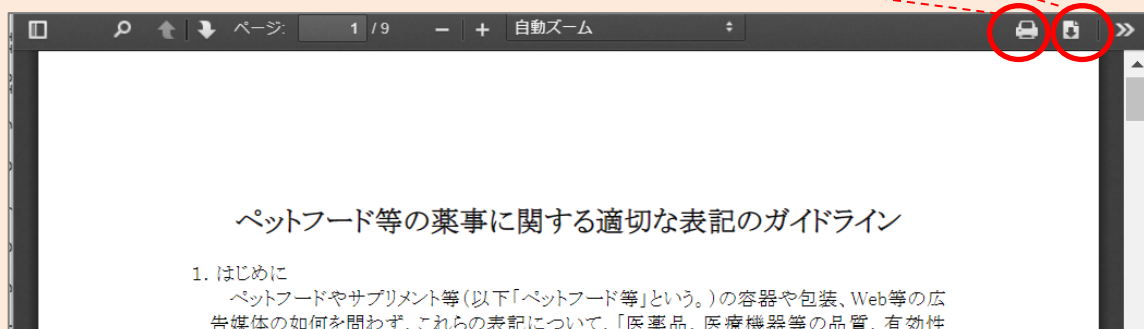 ページ: 1 / 9 自動ズーム
ペットフード等の薬事に関する適切な表記のガイドライン
1. はじめに
ペットフードやサプリメント等(以下「ペットフード等」という。)の容器や包装、Web等の広
告媒体の如何を問わず、これらの表記について、「医薬品、医療機器等の品質、有効性